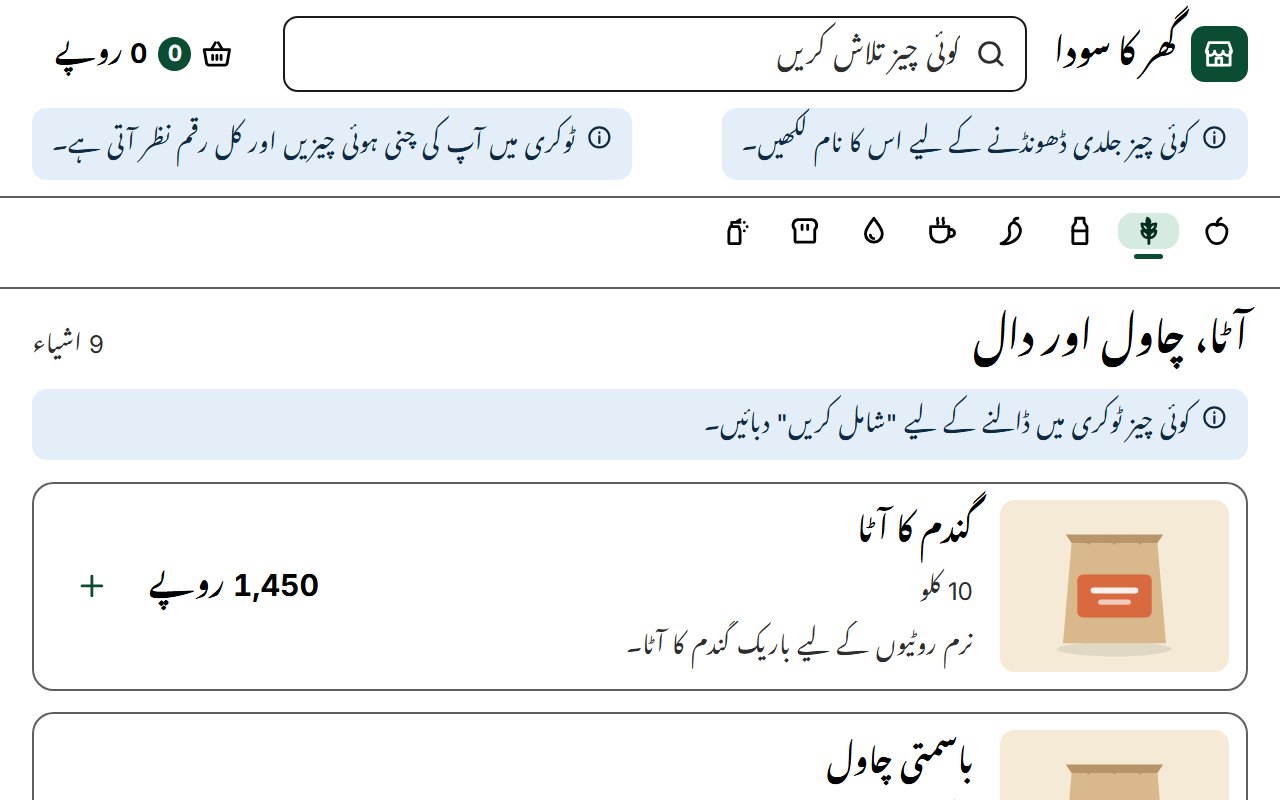 گھر کا سودا
کوئی چیز تلاش کریں
0
0 روپے
کوئی چیز جلدی ڈھونڈنے کے لیے اس کا نام لکھیں۔
ٹوکری میں آپ کی چنی ہوئی چیزیں اور کل رقم نظر آتی ہے۔
آٹا، چاول اور دال
9 اشیاء
کوئی چیز ٹوکری میں ڈالنے کے لیے "شامل کریں" دبائیں۔
گندم کا آٹا
10 کلو
نرم روٹیوں کے لیے باریک گندم کا آٹا۔
1,450 روپے
باسمتی چاول